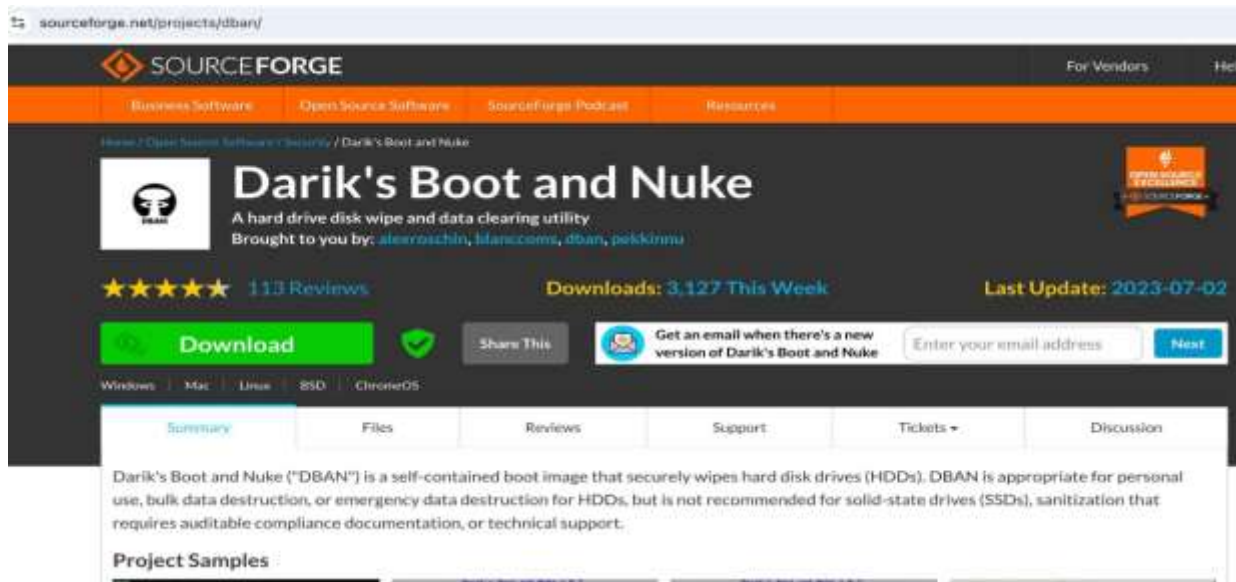 sourceforge.net/projects/dban/
SOURCEFORGE
For Vendors
Hel
Business Software
Open Source Software
SourceForge Podcast
Resources
Home / Open Source Software / Security / Darik's Boot and Nuke
DBAN
Darik's Boot and Nuke
A hard drive disk wipe and data clearing utility
Brought to you by: aleeroschin, blanccoms, dban, pekkinnu
OPEN SOURCE
EXCELLENCE
SOURCEFORGE
113 Reviews
Downloads: 3,127 This Week
Last Update: 2023-07-02
Download
Share This
Get an email when there's a new
version of Darik's Boot and Nuke
Enter your email address
Next
Windows | Mac | Linux | BSD | ChromeOS
Summary
Files
Reviews
Support
Tickets
Discussion
Darik's Boot and Nuke ("DBAN") is a self-contained boot image that securely wipes hard disk drives (HDDs). DBAN is appropriate for personal
use, bulk data destruction, or emergency data destruction for HDDs, but is not recommended for solid-state drives (SSDs), sanitization that
requires auditable compliance documentation, or technical support.
Project Samples